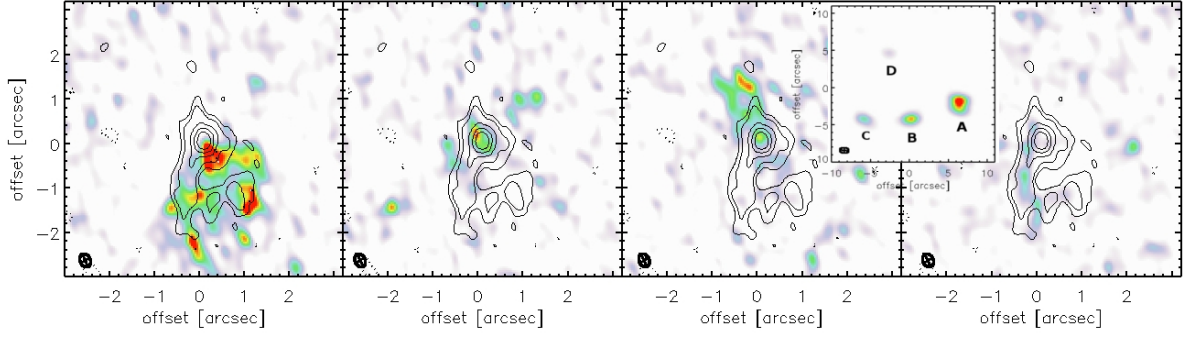 2
1
0
−1
−2
offset [arcsec]
−2 −1 0 1 2
offset [arcsec]
−2 −1 0 1 2
offset [arcsec]
−2 −1 0 1 2
offset [arcsec]
−2 −1 0 1 2
offset [arcsec]
10
5
0
−5
−10
offset [arcsec]
D
A
C
B
−10 −5 0 5 10
offset [arcsec]